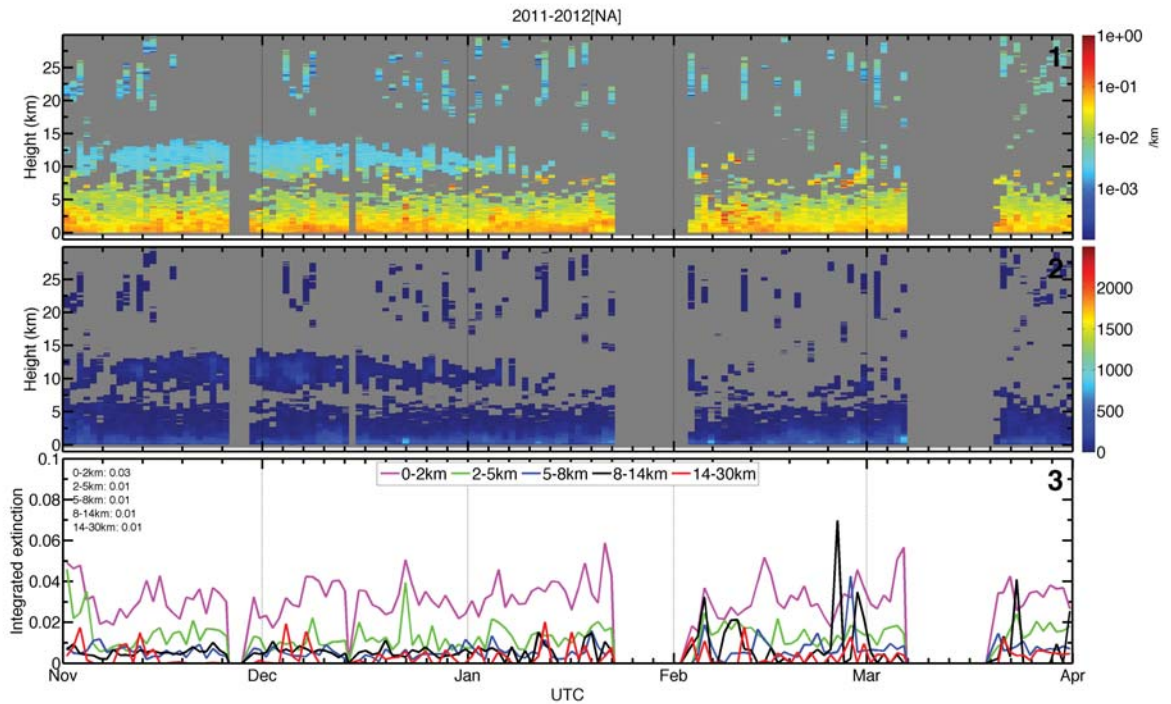 2011-2012[NA]
1
Height (km)
25
20
15
10
5
0
1e+00
1e-01
1e-02
1e-03
/km
2
Height (km)
25
20
15
10
5
0
2000
1500
1000
500
0
3
Integrated extinction
0.1
0.08
0.06
0.04
0.02
0
0-2km: 0.03
2-5km: 0.01
5-8km: 0.01
8-14km: 0.01
14-30km: 0.01
0-2km 2-5km 5-8km 8-14km 14-30km
Nov Dec Jan Feb Mar Apr
UTC